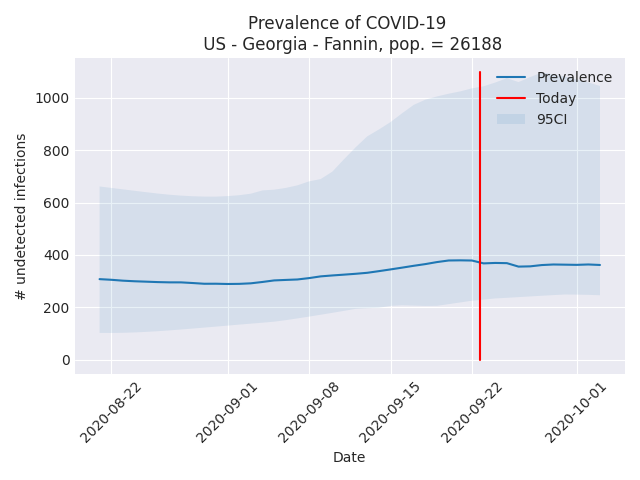 Prevalence of COVID-19
US - Georgia - Fannin, pop. = 26188
Prevalence
Today
95CI
# undetected infections
1000
800
600
400
200
0
2020-08-22
2020-09-01
2020-09-08
2020-09-15
2020-09-22
2020-10-01
Date